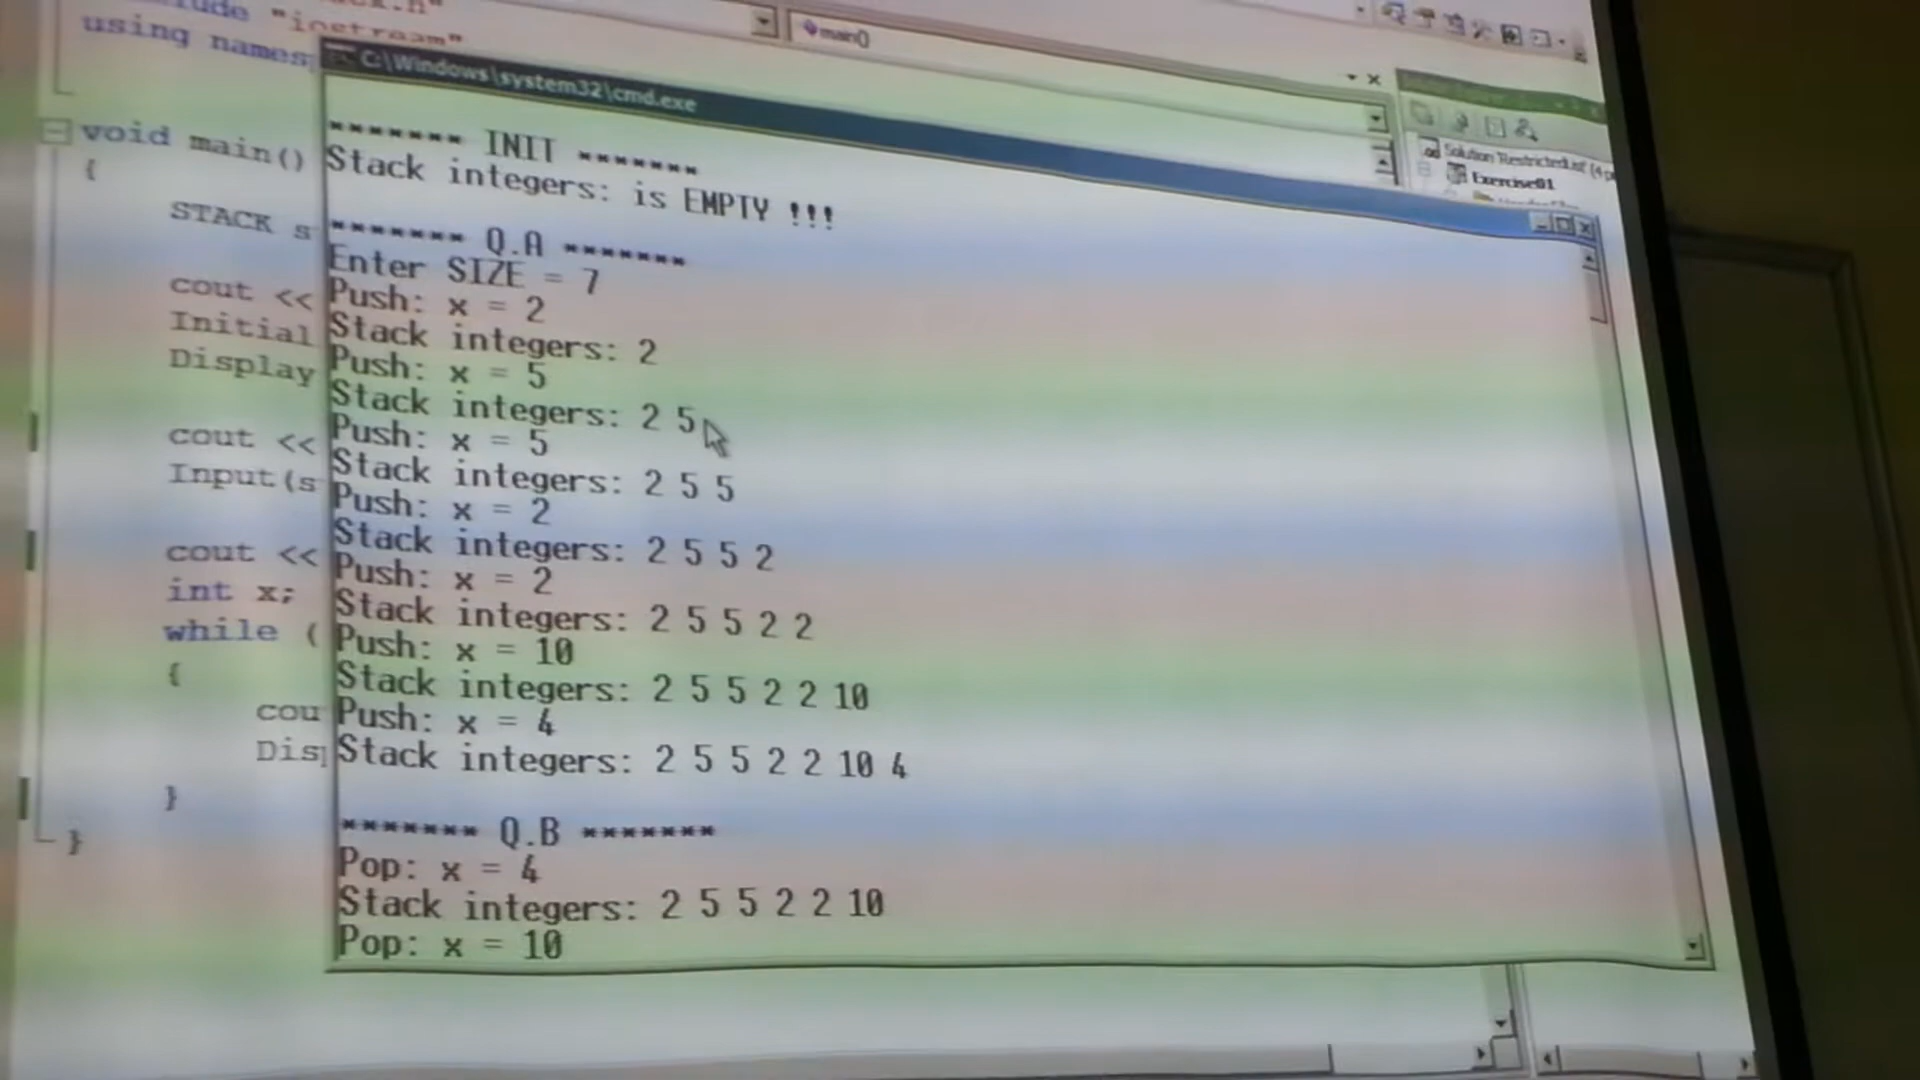 using names
main()
C:\Windows\system32\cmd.exe
void main()
{
STACK s
cout <<
Initial
Display
cout <<
Input(s
cout <<
int x;
while (
{
cou
Dis
}
}
******* INIT *******
Stack integers: is EMPTY !!!
******* Q.A *******
Enter SIZE = 7
Push: x = 2
Stack integers: 2
Push: x = 5
Stack integers: 2 5
Push: x = 5
Stack integers: 2 5 5
Push: x = 2
Stack integers: 2 5 5 2
Push: x = 2
Stack integers: 2 5 5 2 2
Push: x = 10
Stack integers: 2 5 5 2 2 10
Push: x = 4
Stack integers: 2 5 5 2 2 10 4
******* Q.B *******
Pop: x = 4
Stack integers: 2 5 5 2 2 10
Pop: x = 10
Solution 'RestrictedList'
Exercise01